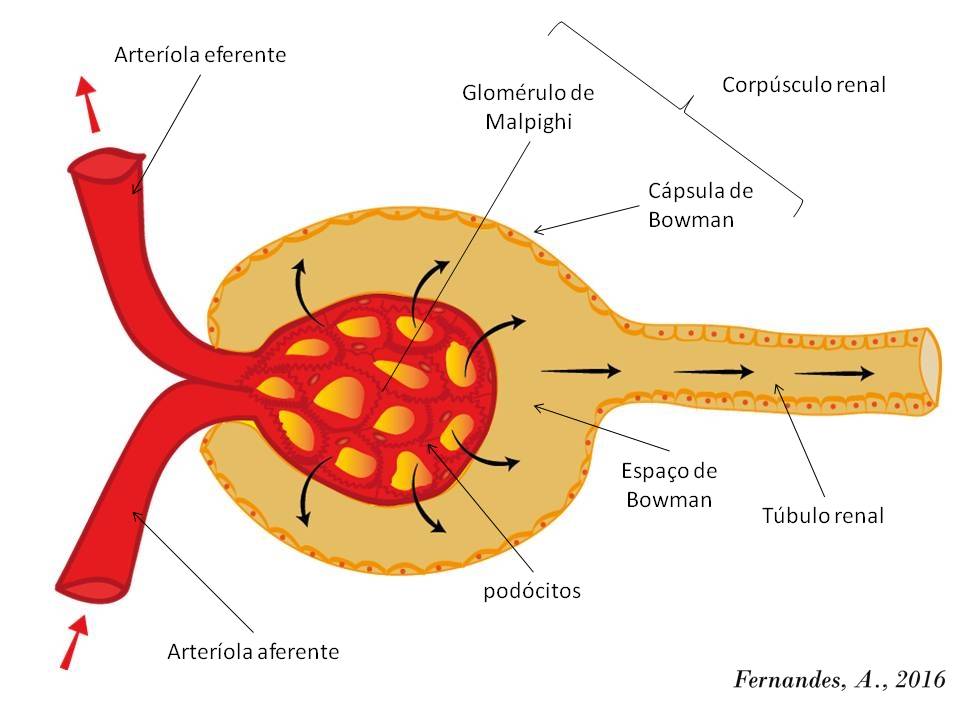 Arteríola eferente
Glomérulo de
Malpighi
Corpúsculo renal
Cápsula de
Bowman
Espaço de
Bowman
Túbulo renal
podócitos
Arteríola aferente
Fernandes, A., 2016